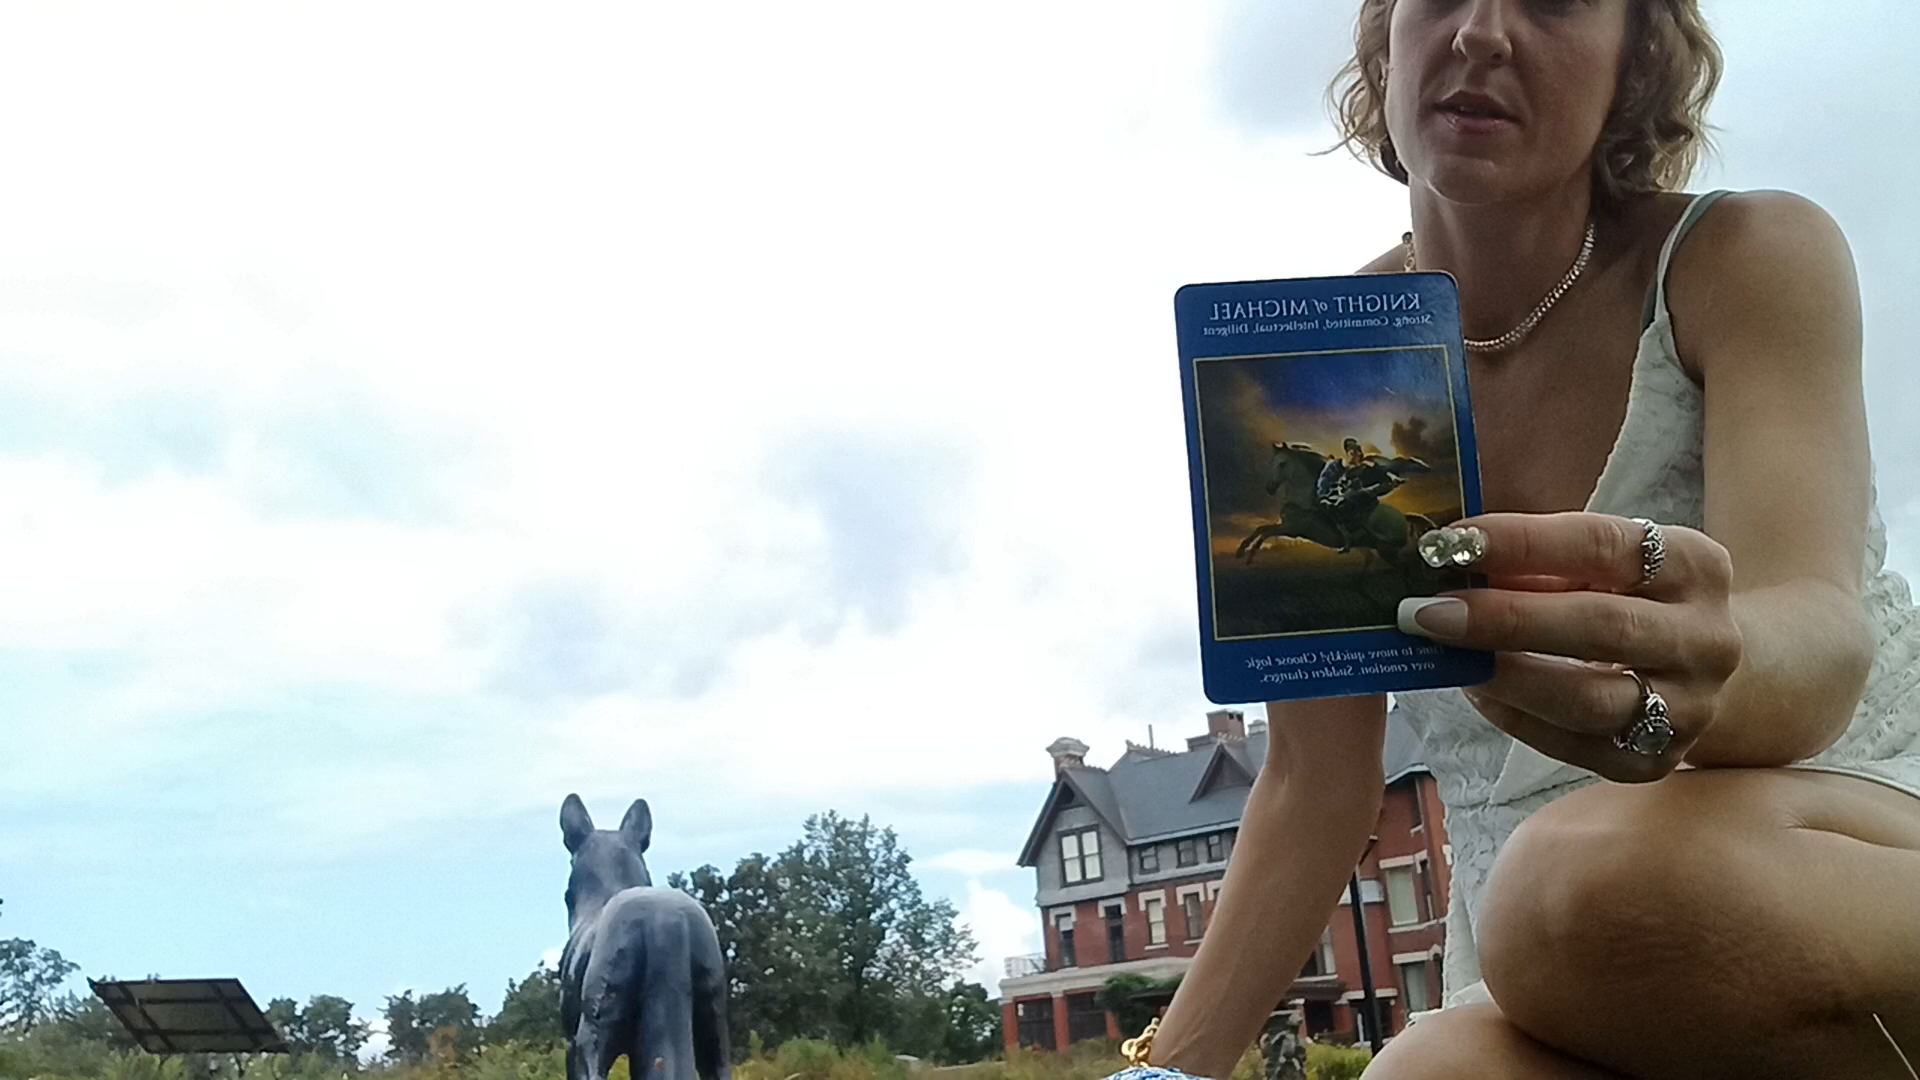 KNIGHT of MICHAEL
Strong, Committed, Intellectual, Diligent
Time to move quickly! Choose logic
over emotion. Sudden changes.